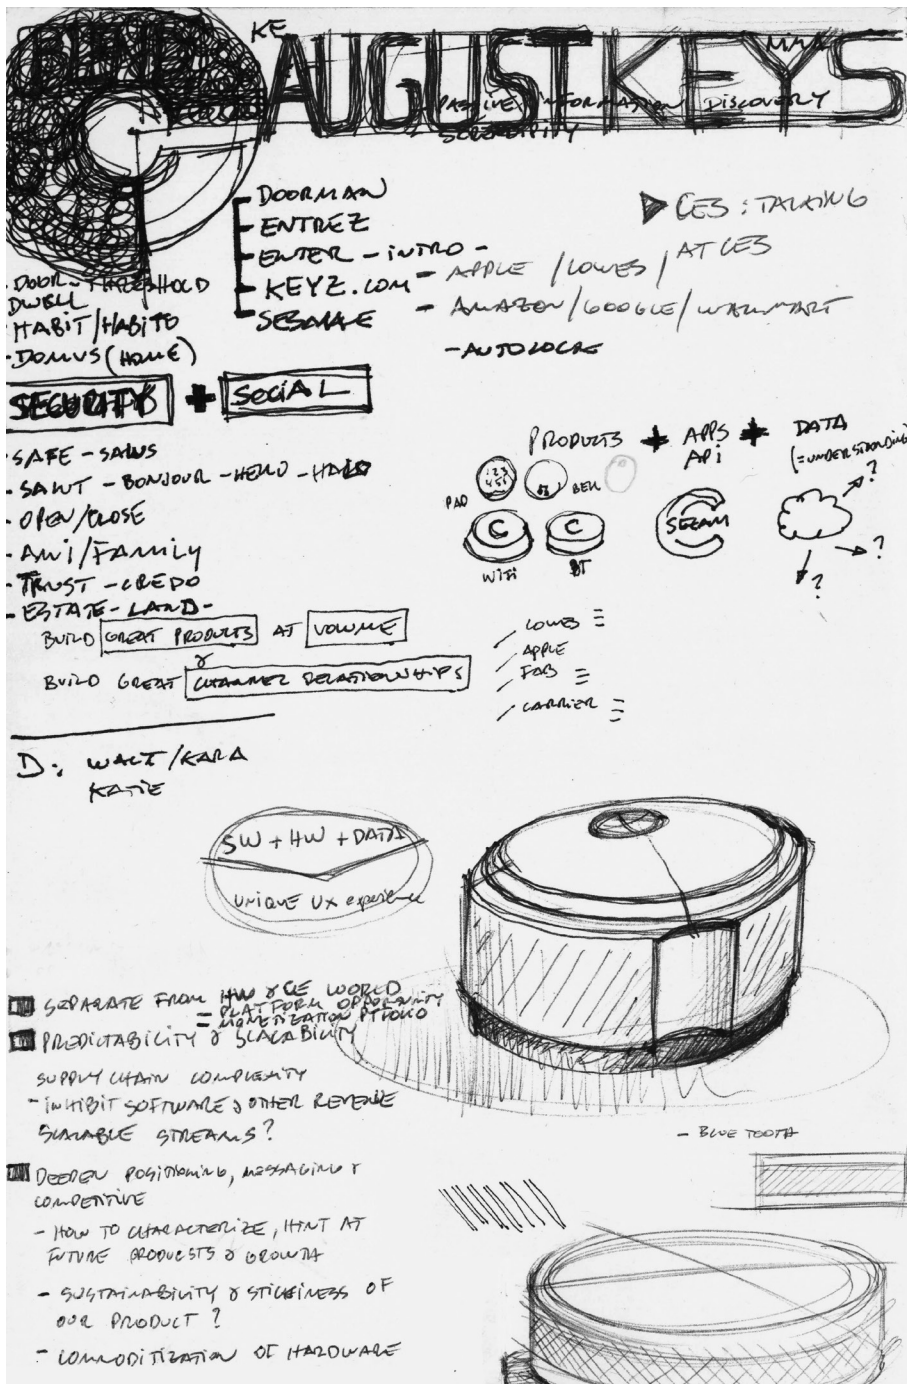 KE
AUGUST KEYS
PASSIVE INFORMATION DISCOVERY
DOORMAN
ENTREZ
ENTER - INTRO -
KEYZ.COM
SESAME
CES : TALKING
AT CES
- APPLE / LOWES /
- AMAZON / GOOGLE / WALMART
- AUTOLOCK
- DOOR - THRESHOLD
DWELL
- HABIT/HABITO
- DOMUS (HOME)
SECURITY + SOCIAL
- SAFE - SALUS
- SALUT - BONJOUR - HELLO - HALO
- OPEN/CLOSE
- AMI/FAMILY
- TRUST - CREDO
- ESTATE - LAND -
PRODUCTS + APPS + DATA
API (=UNDERSTANDING)
123
456
PAD
BELL
C C
WIFI BT
SEZAM
?
?
?
BUILD GREAT PRODUCTS AT VOLUME
&
BUILD GREAT CHANNEL RELATIONSHIPS
LOWES
APPLE
FAB
CARRIER
D: WALT/KARA
KATIE
SW + HW + DATA
UNIQUE UX experience
SEPARATE FROM HW & CE WORLD
= PLATFORM OPPORTUNITY
= MONETIZATION
PREDICTABILITY & SCALABILITY
SUPPLY CHAIN COMPLEXITY
- INHIBIT SOFTWARE & OTHER REVENUE
SCALABLE STREAMS?
- BLUE TOOTH
DEEPEN POSITIONING, MESSAGING &
COMPETITIVE
- HOW TO CHARACTERIZE, HINT AT
FUTURE PRODUCSTS & GROWTH
- SUSTAINABILITY & STICKINESS OF
OUR PRODUCT?
- COMMODITIZATION OF HARDWARE